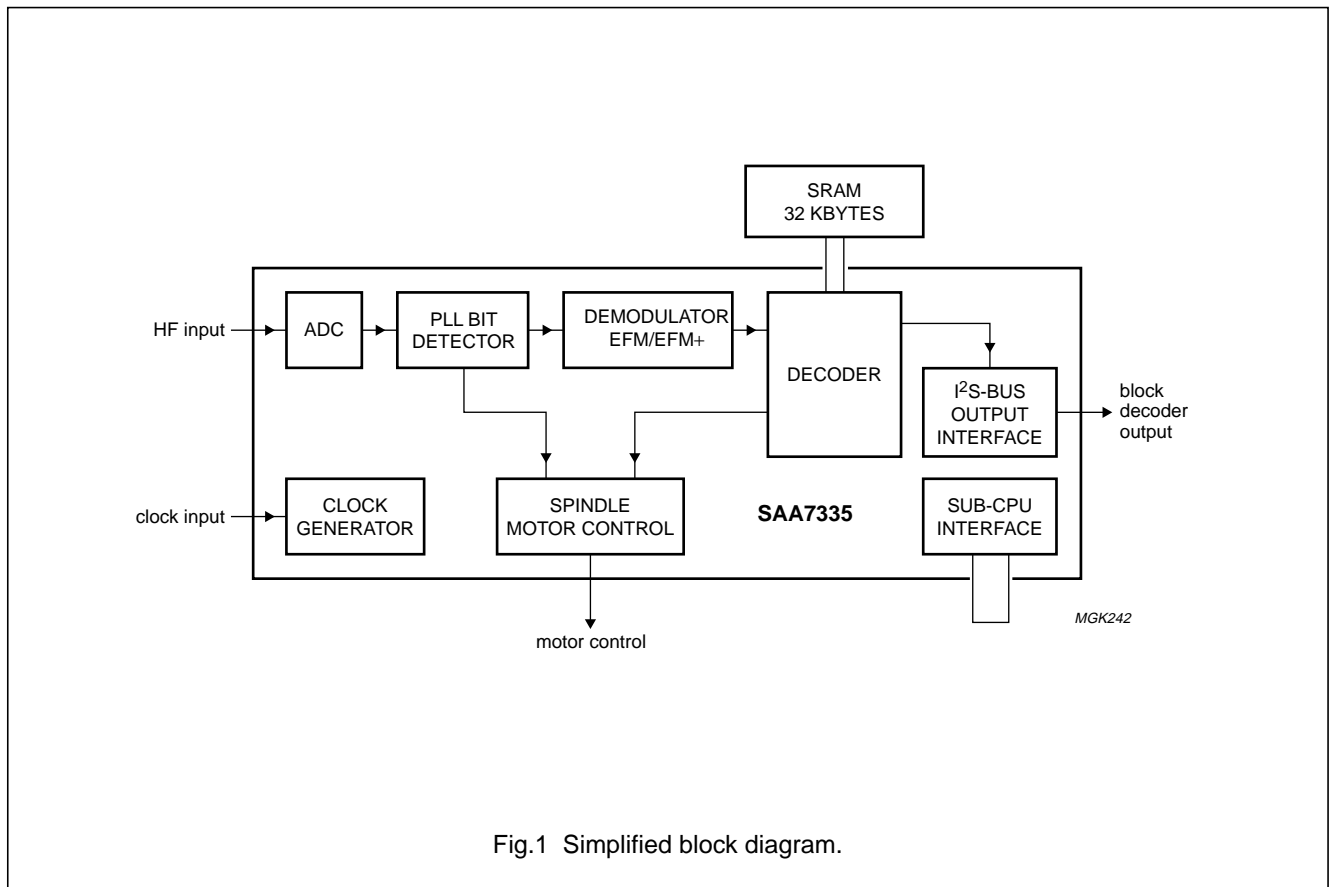 SRAM
32 KBYTES
HF input
ADC
PLL BIT
DETECTOR
DEMODULATOR
EFM/EFM+
DECODER
I²S-BUS
OUTPUT
INTERFACE
block
decoder
output
clock input
CLOCK
GENERATOR
SPINDLE
MOTOR CONTROL
SAA7335
SUB-CPU
INTERFACE
MGK242
motor control
Fig.1 Simplified block diagram.